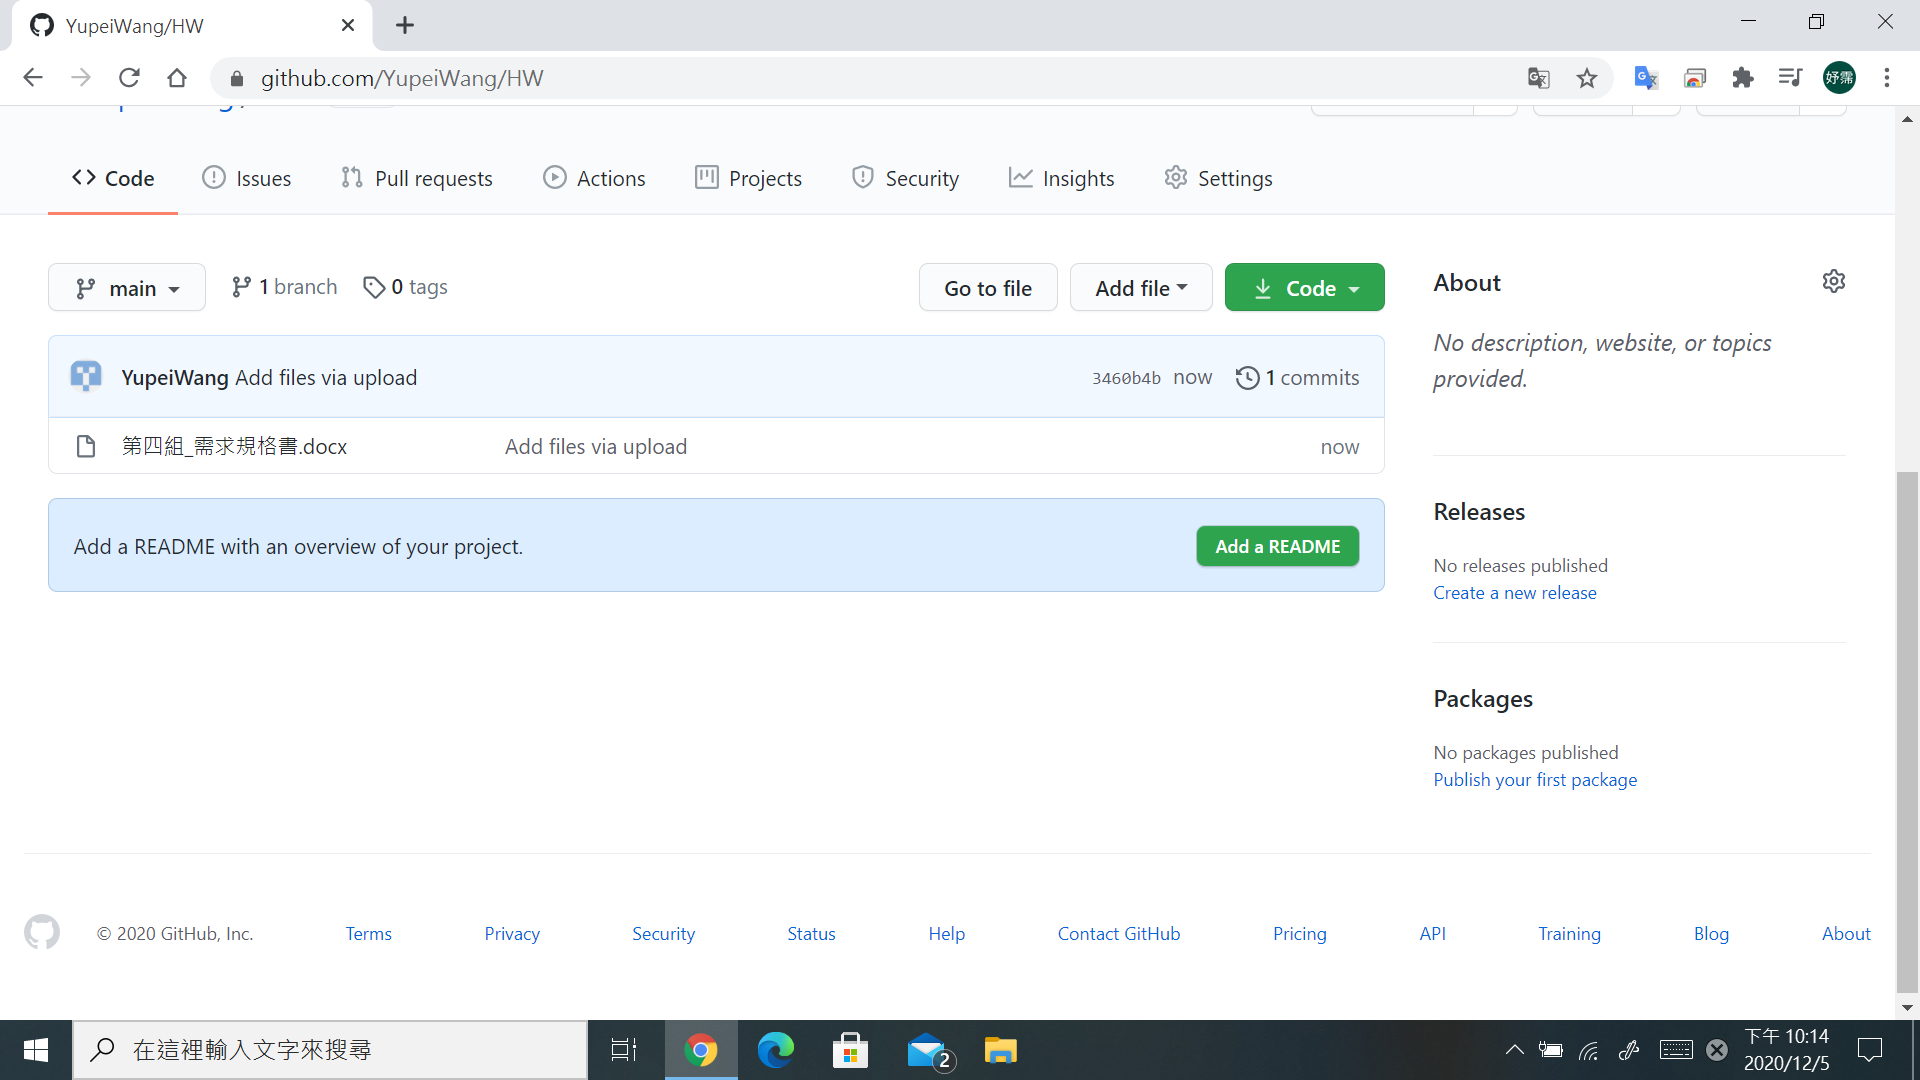 YupeiWang/HW
github.com/YupeiWang/HW
妤霈
Code
Issues
Pull requests
Actions
Projects
Security
Insights
Settings
main
1 branch
0 tags
Go to file
Add file
Code
YupeiWang Add files via upload
3460b4b now
1 commits
第四組_需求規格書.docx
Add files via upload
now
Add a README with an overview of your project.
Add a README
About
No description, website, or topics
provided.
Releases
No releases published
Create a new release
Packages
No packages published
Publish your first package
© 2020 GitHub, Inc.
Terms
Privacy
Security
Status
Help
Contact GitHub
Pricing
API
Training
Blog
About
在這裡輸入文字來搜尋
2
下午 10:14
2020/12/5